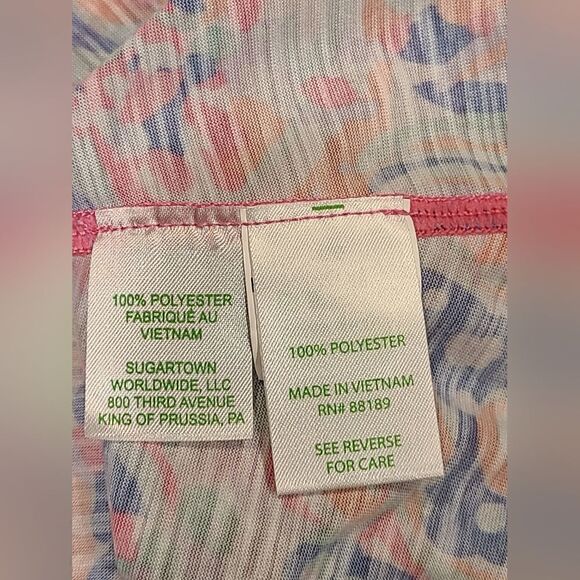 100% POLYESTER
FABRIQUÉ AU
VIETNAM
SUGARTOWN
WORLDWIDE, LLC
800 THIRD AVENUE
KING OF PRUSSIA, PA
100% POLYESTER
MADE IN VIETNAM
RN# 88189
SEE REVERSE
FOR CARE